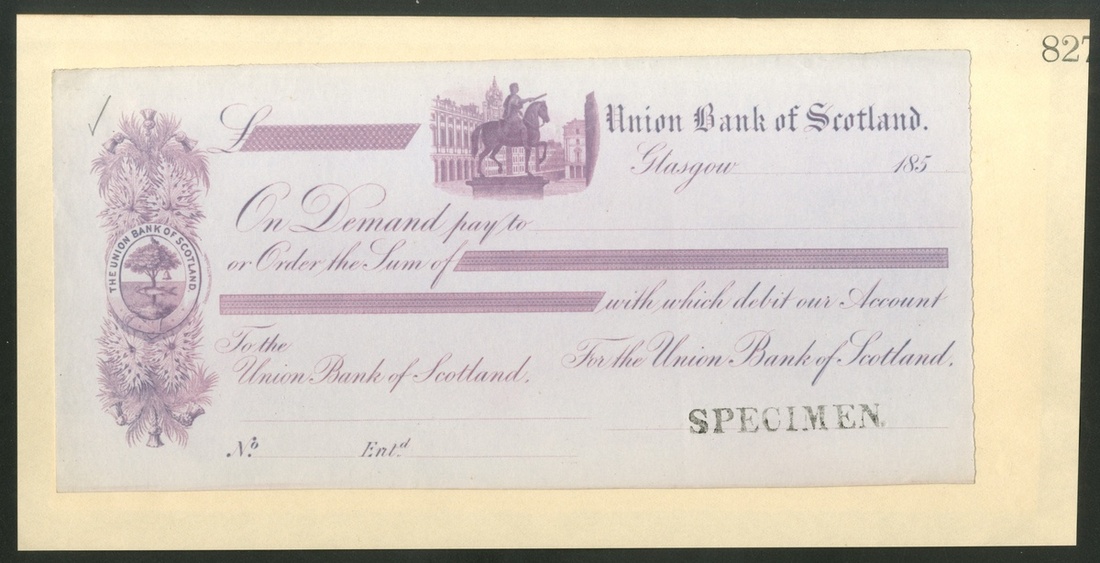 827
£
Union Bank of Scotland.
Glasgow 185
On Demand pay to
or Order, the Sum of
with which debit our Account
To the
Union Bank of Scotland.
For the Union Bank of Scotland.
SPECIMEN
No. Entd.
THE UNION BANK OF SCOTLAND